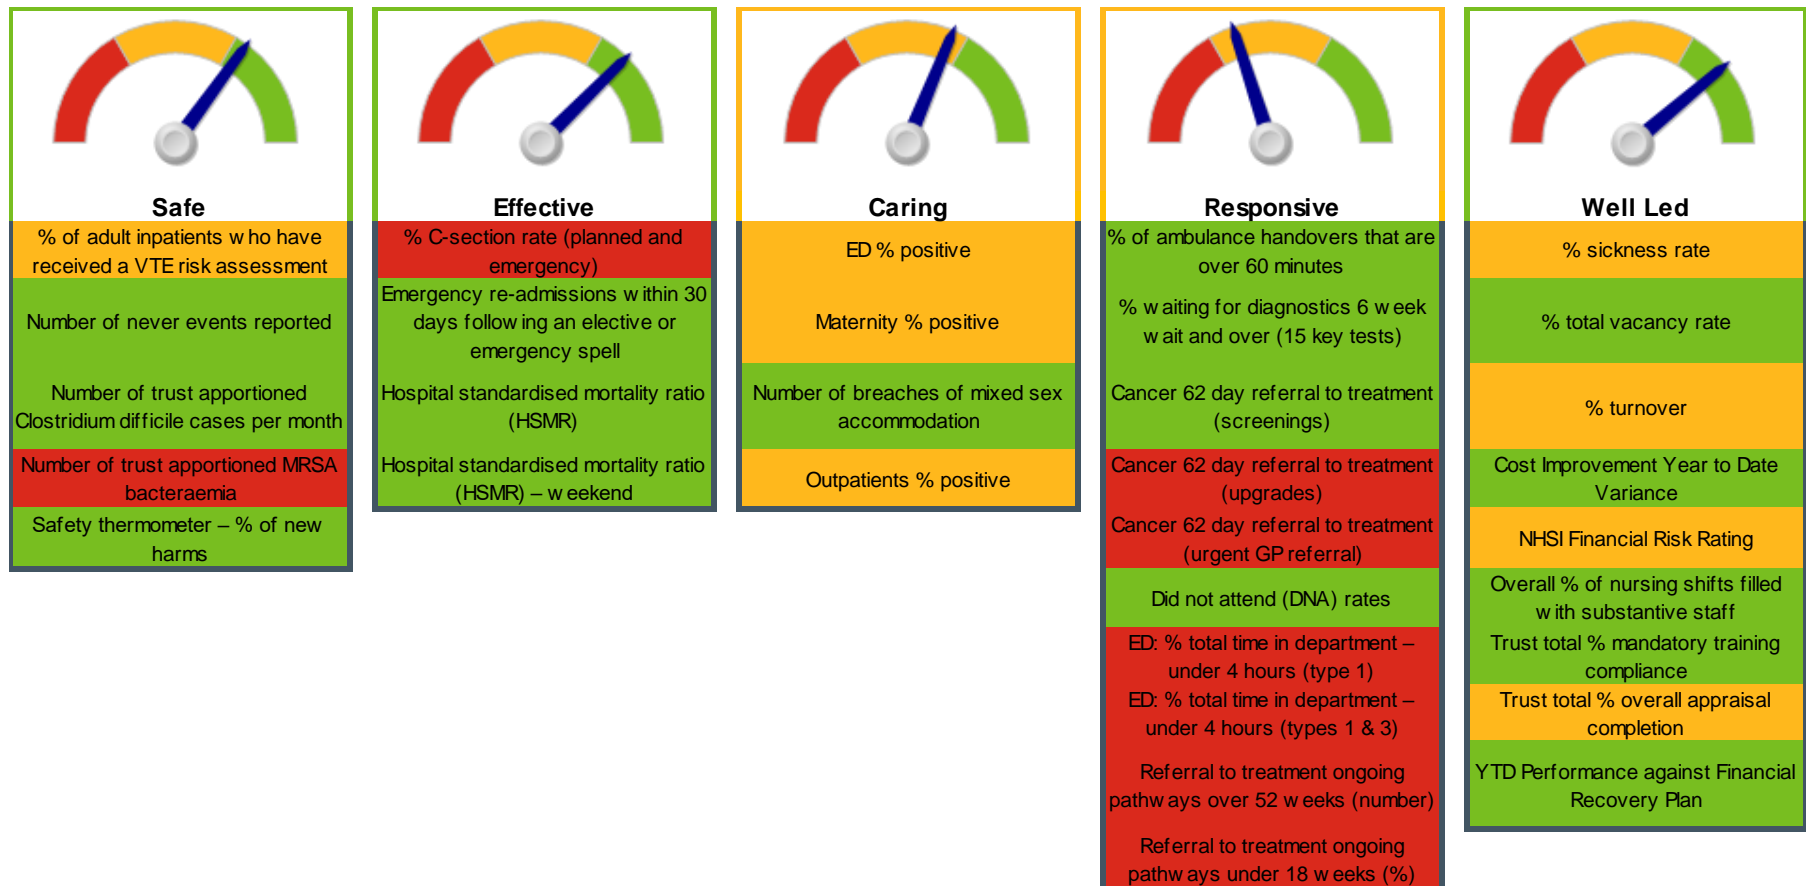 Safe
% of adult inpatients who have
received a VTE risk assessment
Number of never events reported
Number of trust apportioned
Clostridium difficile cases per month
Number of trust apportioned MRSA
bacteraemia
Safety thermometer – % of new
harms
Effective
% C-section rate (planned and
emergency)
Emergency re-admissions within 30
days following an elective or
emergency spell
Hospital standardised mortality ratio
(HSMR)
Hospital standardised mortality ratio
(HSMR) – weekend
Caring
ED % positive
Maternity % positive
Number of breaches of mixed sex
accommodation
Outpatients % positive
Responsive
% of ambulance handovers that are
over 60 minutes
% waiting for diagnostics 6 week
wait and over (15 key tests)
Cancer 62 day referral to treatment
(screenings)
Cancer 62 day referral to treatment
(upgrades)
Cancer 62 day referral to treatment
(urgent GP referral)
Did not attend (DNA) rates
ED: % total time in department –
under 4 hours (type 1)
ED: % total time in department –
under 4 hours (types 1 & 3)
Referral to treatment ongoing
pathways over 52 weeks (number)
Referral to treatment ongoing
pathways under 18 weeks (%)
Well Led
% sickness rate
% total vacancy rate
% turnover
Cost Improvement Year to Date
Variance
NHSI Financial Risk Rating
Overall % of nursing shifts filled
with substantive staff
Trust total % mandatory training
compliance
Trust total % overall appraisal
completion
YTD Performance against Financial
Recovery Plan